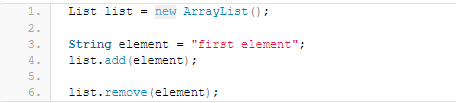 1. List list = new ArrayList();
2.
3. String element = "first element";
4. list.add(element);
5.
6. list.remove(element);